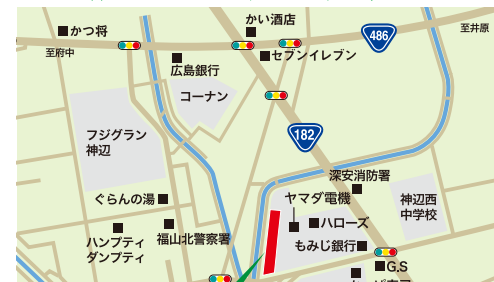 かい酒店
かつ将
至井原
486
至府中
セブンイレブン
広島銀行
コーナン
182
フジグラン
神辺
深安消防署
ぐらんの湯
ヤマダ電機
神辺西
中学校
ハローズ
福山北警察署
ハンプティ
ダンプティ
もみじ銀行
G.S